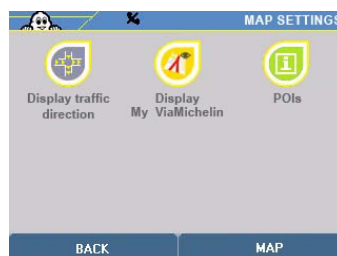 MAP SETTINGS
Display traffic
direction
Display
My ViaMichelin
POIs
BACK
MAP